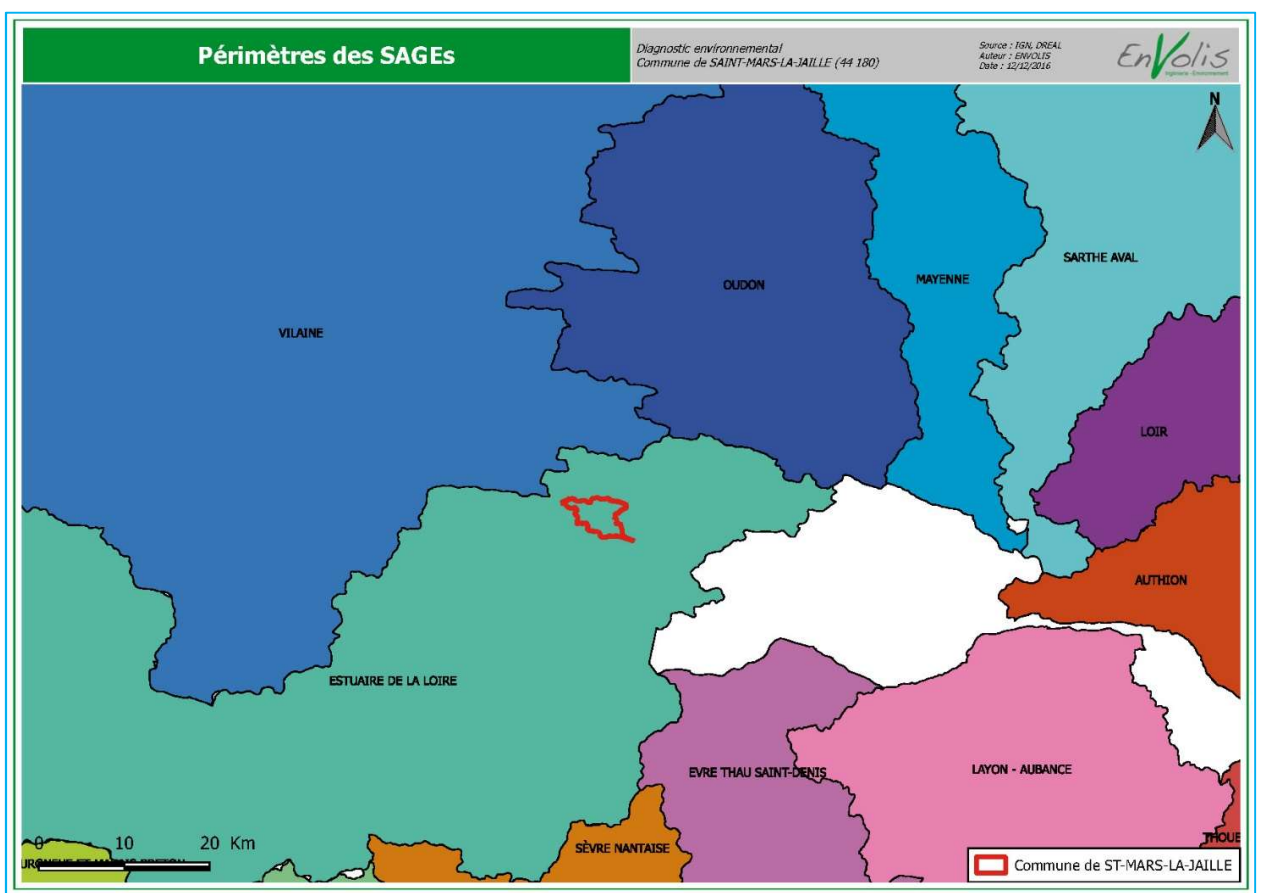 Périmètres des SAGEs
Diagnostic environnemental
Commune de SAINT-MARS-LA-JAILLE (44 180)
Source : IGN, DREAL
Auteur : ENVOLIS
Date : 12/12/2016
EnVolis
Ingénierie - Environnement
N
SARTHE AVAL
OUDON
MAYENNE
VILAINE
LOIR
AUTHION
ESTUAIRE DE LA LOIRE
EVRE THAU SAINT-DENIS
LAYON - AUBANCE
THOUE
SÈVRE NANTAISE
0 10 20 Km
Commune de ST-MARS-LA-JAILLE